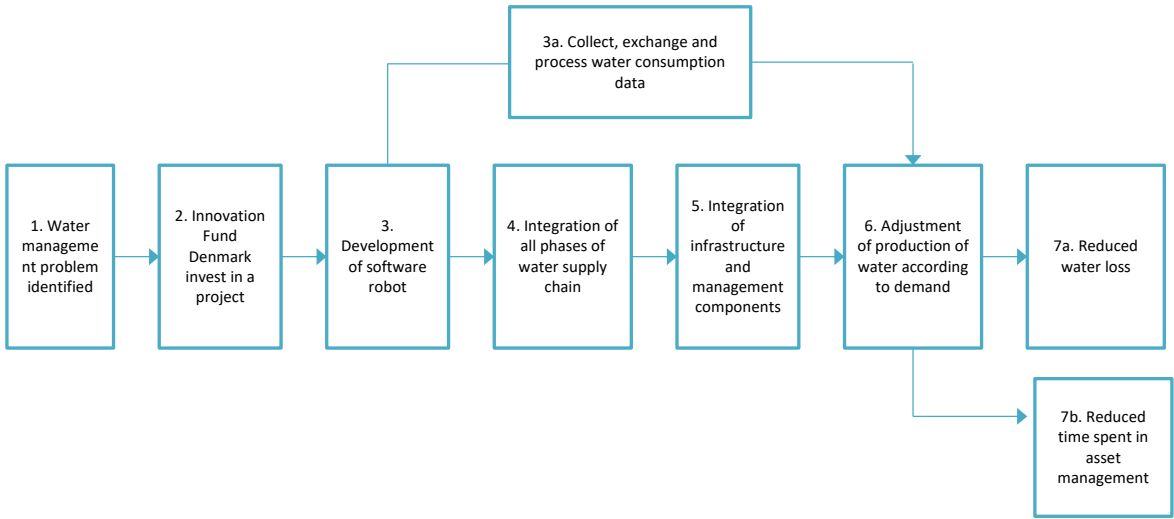 3a. Collect, exchange and
process water consumption
data
1. Water
manageme
nt problem
identified
2. Innovation
Fund
Denmark
invest in a
project
3.
Development
of software
robot
4. Integration of
all phases of
water supply
chain
5. Integration
of
infrastructure
and
management
components
6. Adjustment
of production of
water according
to demand
7a. Reduced
water loss
7b. Reduced
time spent in
asset
management